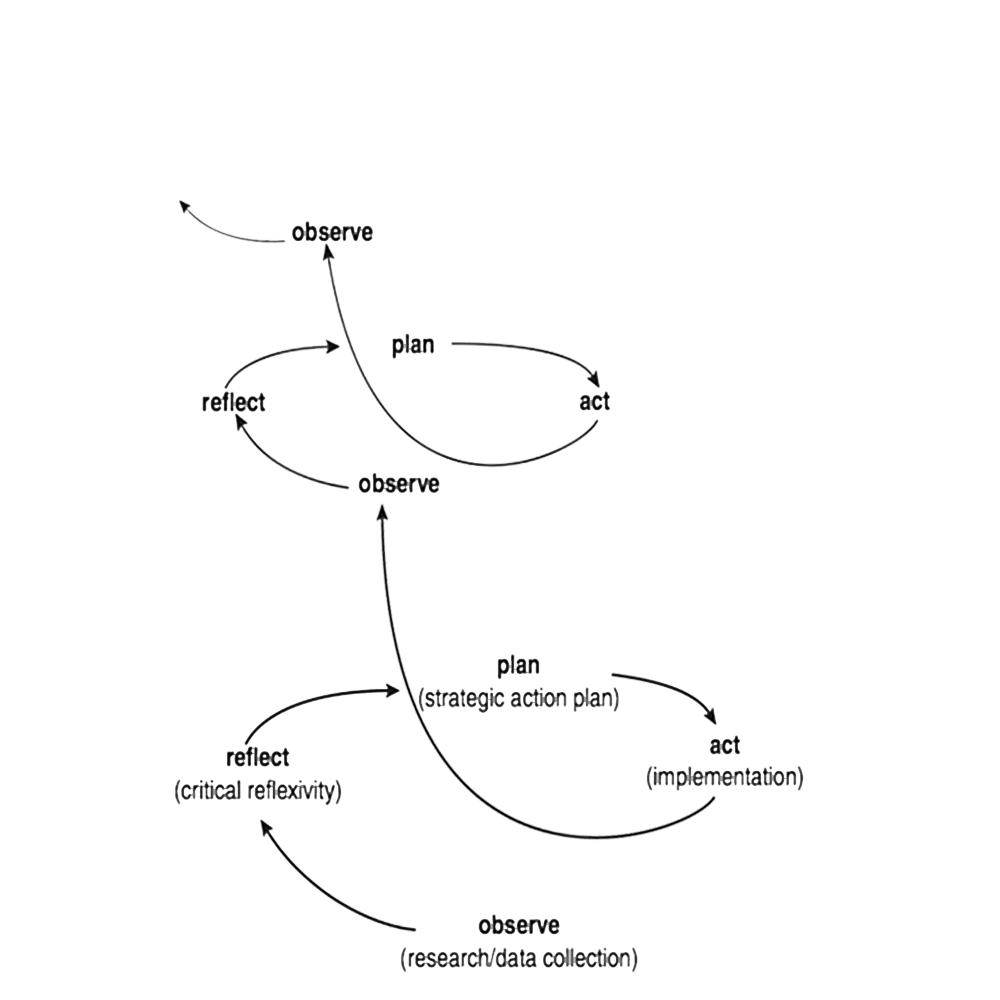 observe
plan
reflect
act
observe
plan
(strategic action plan)
act
(implementation)
reflect
(critical reflexivity)
observe
(research/data collection)